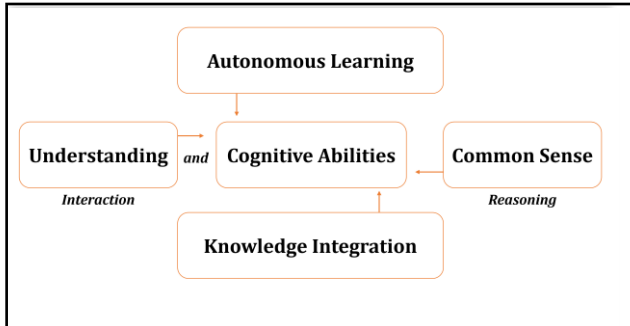 Autonomous Learning
Understanding and Cognitive Abilities Common Sense
Interaction Reasoning
Knowledge Integration